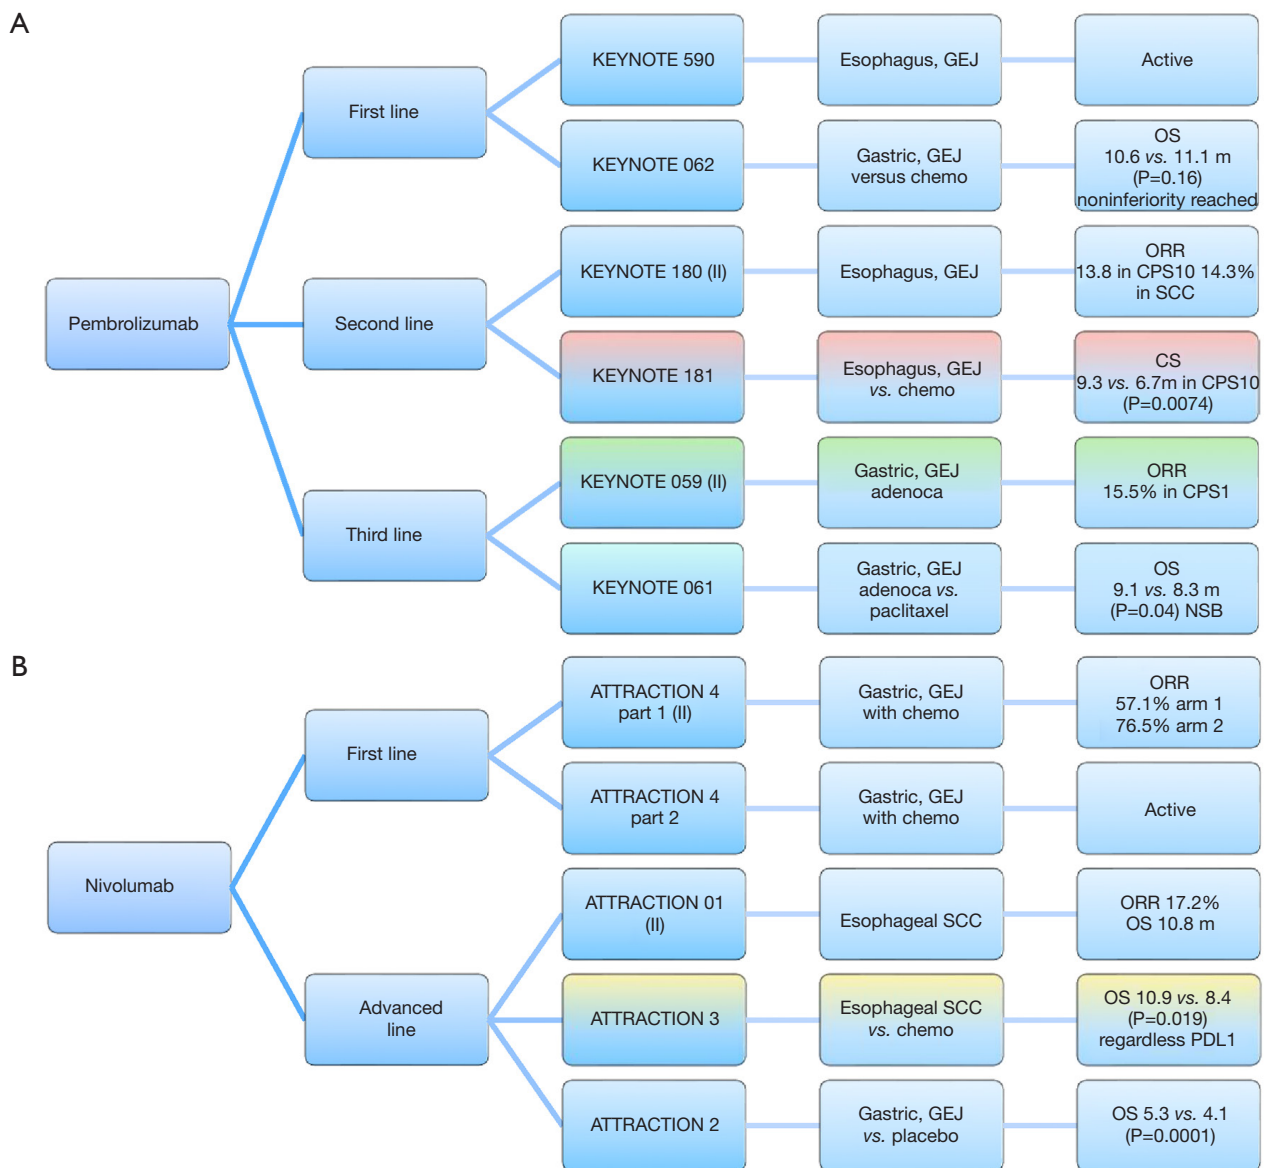 A
Pembrolizumab
First line
KEYNOTE 590
Esophagus, GEJ
Active
KEYNOTE 062
Gastric, GEJ
versus chemo
OS
10.6 vs. 11.1 m
(P=0.16)
noninferiority reached
Second line
KEYNOTE 180 (II)
Esophagus, GEJ
ORR
13.8 in CPS10 14.3%
in SCC
KEYNOTE 181
Esophagus, GEJ
vs. chemo
CS
9.3 vs. 6.7m in CPS10
(P=0.0074)
Third line
KEYNOTE 059 (II)
Gastric, GEJ
adenoca
ORR
15.5% in CPS1
KEYNOTE 061
Gastric, GEJ
adenoca vs.
paclitaxel
OS
9.1 vs. 8.3 m
(P=0.04) NSB
B
Nivolumab
First line
ATTRACTION 4
part 1 (II)
Gastric, GEJ
with chemo
ORR
57.1% arm 1
76.5% arm 2
ATTRACTION 4
part 2
Gastric, GEJ
with chemo
Active
Advanced
line
ATTRACTION 01
(II)
Esophageal SCC
ORR 17.2%
OS 10.8 m
ATTRACTION 3
Esophageal SCC
vs. chemo
OS 10.9 vs. 8.4
(P=0.019)
regardless PDL1
ATTRACTION 2
Gastric, GEJ
vs. placebo
OS 5.3 vs. 4.1
(P=0.0001)